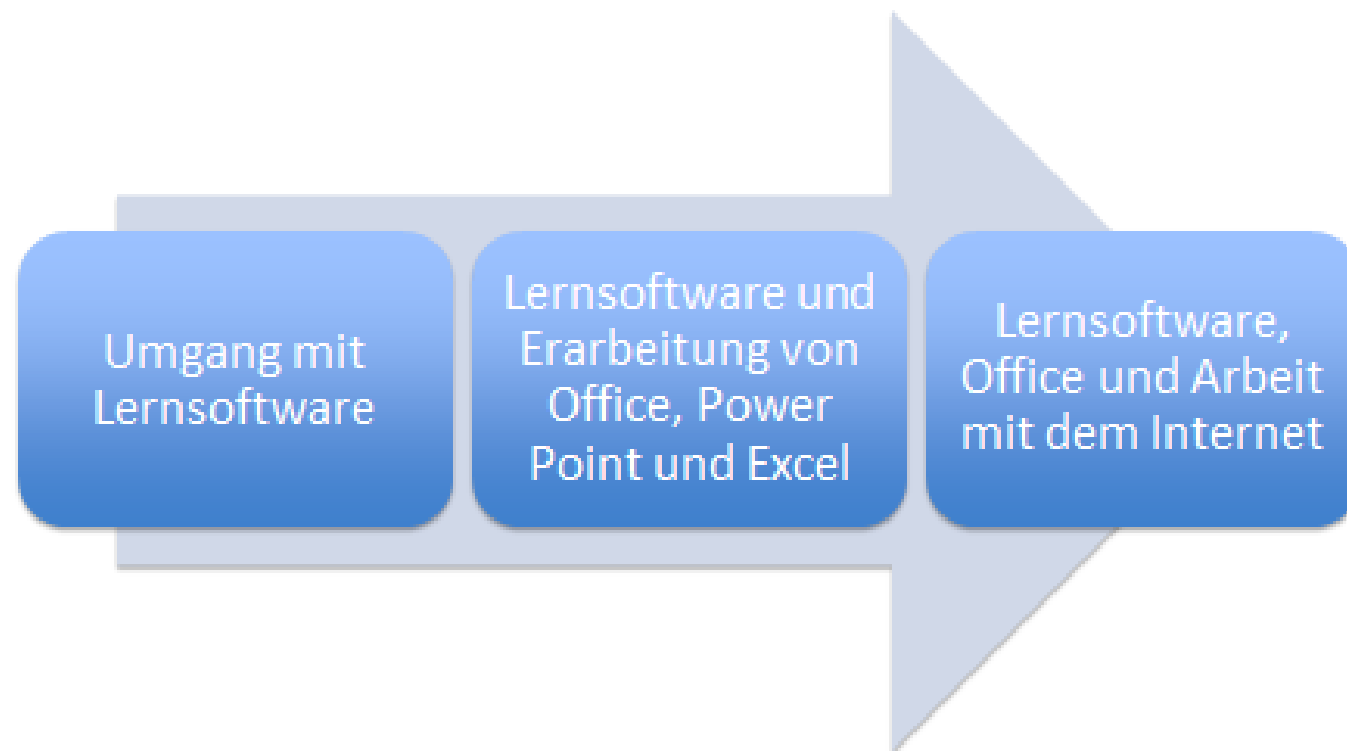 Umgang mit
Lernsoftware
Lernsoftware und
Erarbeitung von
Office, Power
Point und Excel
Lernsoftware,
Office und Arbeit
mit dem Internet